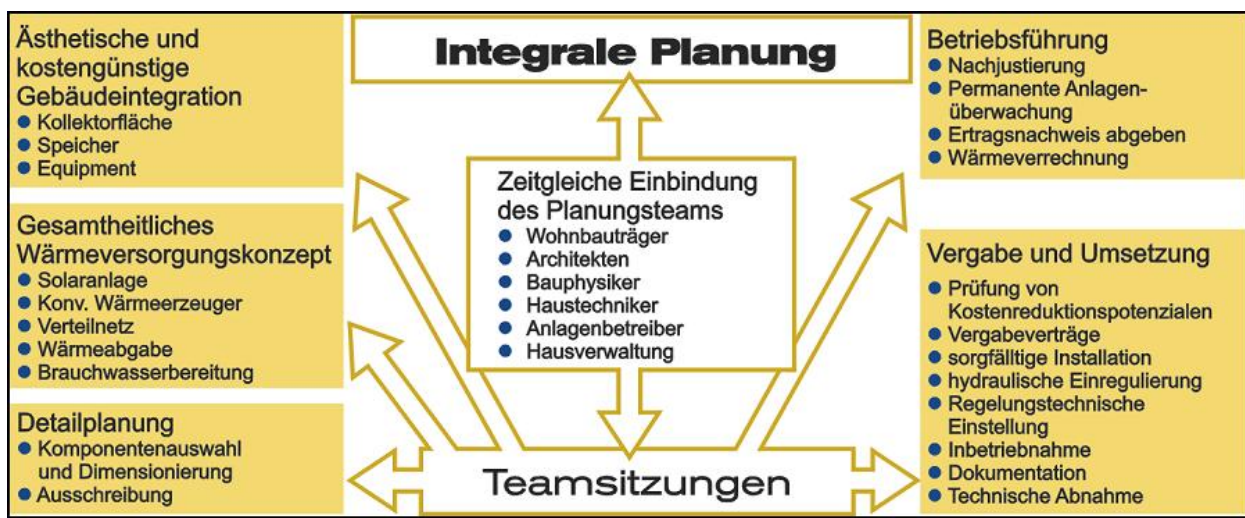 Ästhetische und
kostengünstige
Gebäudeintegration
Kollektorfläche
Speicher
Equipment
Gesamtheitliches
Wärmeversorgungskonzept
Solaranlage
Konv. Wärmeerzeuger
Verteilnetz
Wärmeabgabe
Brauchwasserbereitung
Detailplanung
Komponentenauswahl
und Dimensionierung
Ausschreibung
Integrale Planung
Zeitgleiche Einbindung
des Planungsteams
Wohnbauträger
Architekten
Bauphysiker
Haustechniker
Anlagenbetreiber
Hausverwaltung
Teamsitzungen
Betriebsführung
Nachjustierung
Permanente Anlagen-
überwachung
Ertragsnachweis abgeben
Wärmeverrechnung
Vergabe und Umsetzung
Prüfung von
Kostenreduktionspotenzialen
Vergabeverträge
sorgfälltige Installation
hydraulische Einregulierung
Regelungstechnische
Einstellung
Inbetriebnahme
Dokumentation
Technische Abnahme